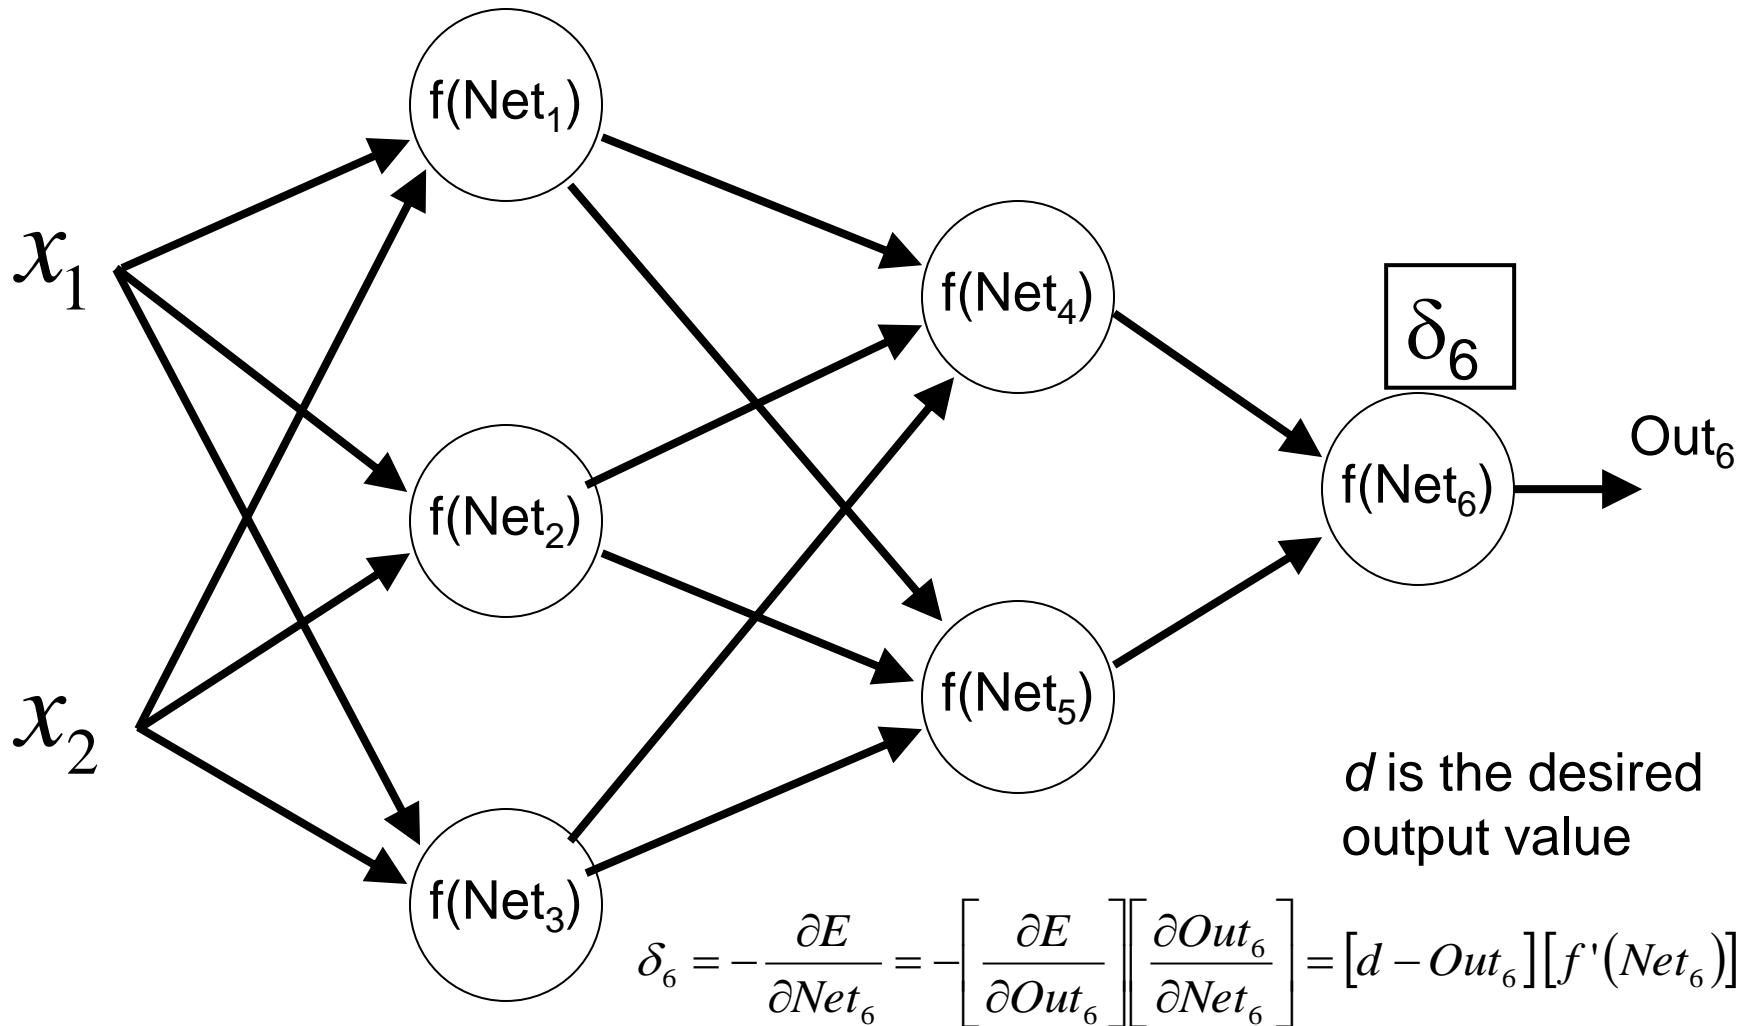 f(Net₁)
x₁
f(Net₄)
δ₆
Out₆
f(Net₆)
f(Net₂)
f(Net₅)
x₂
d is the desired
output value
f(Net₃)
δ₆ = −∂E/∂Net₆ = −[∂E/∂Out₆][∂Out₆/∂Net₆] = [d − Out₆][f '(Net₆)]